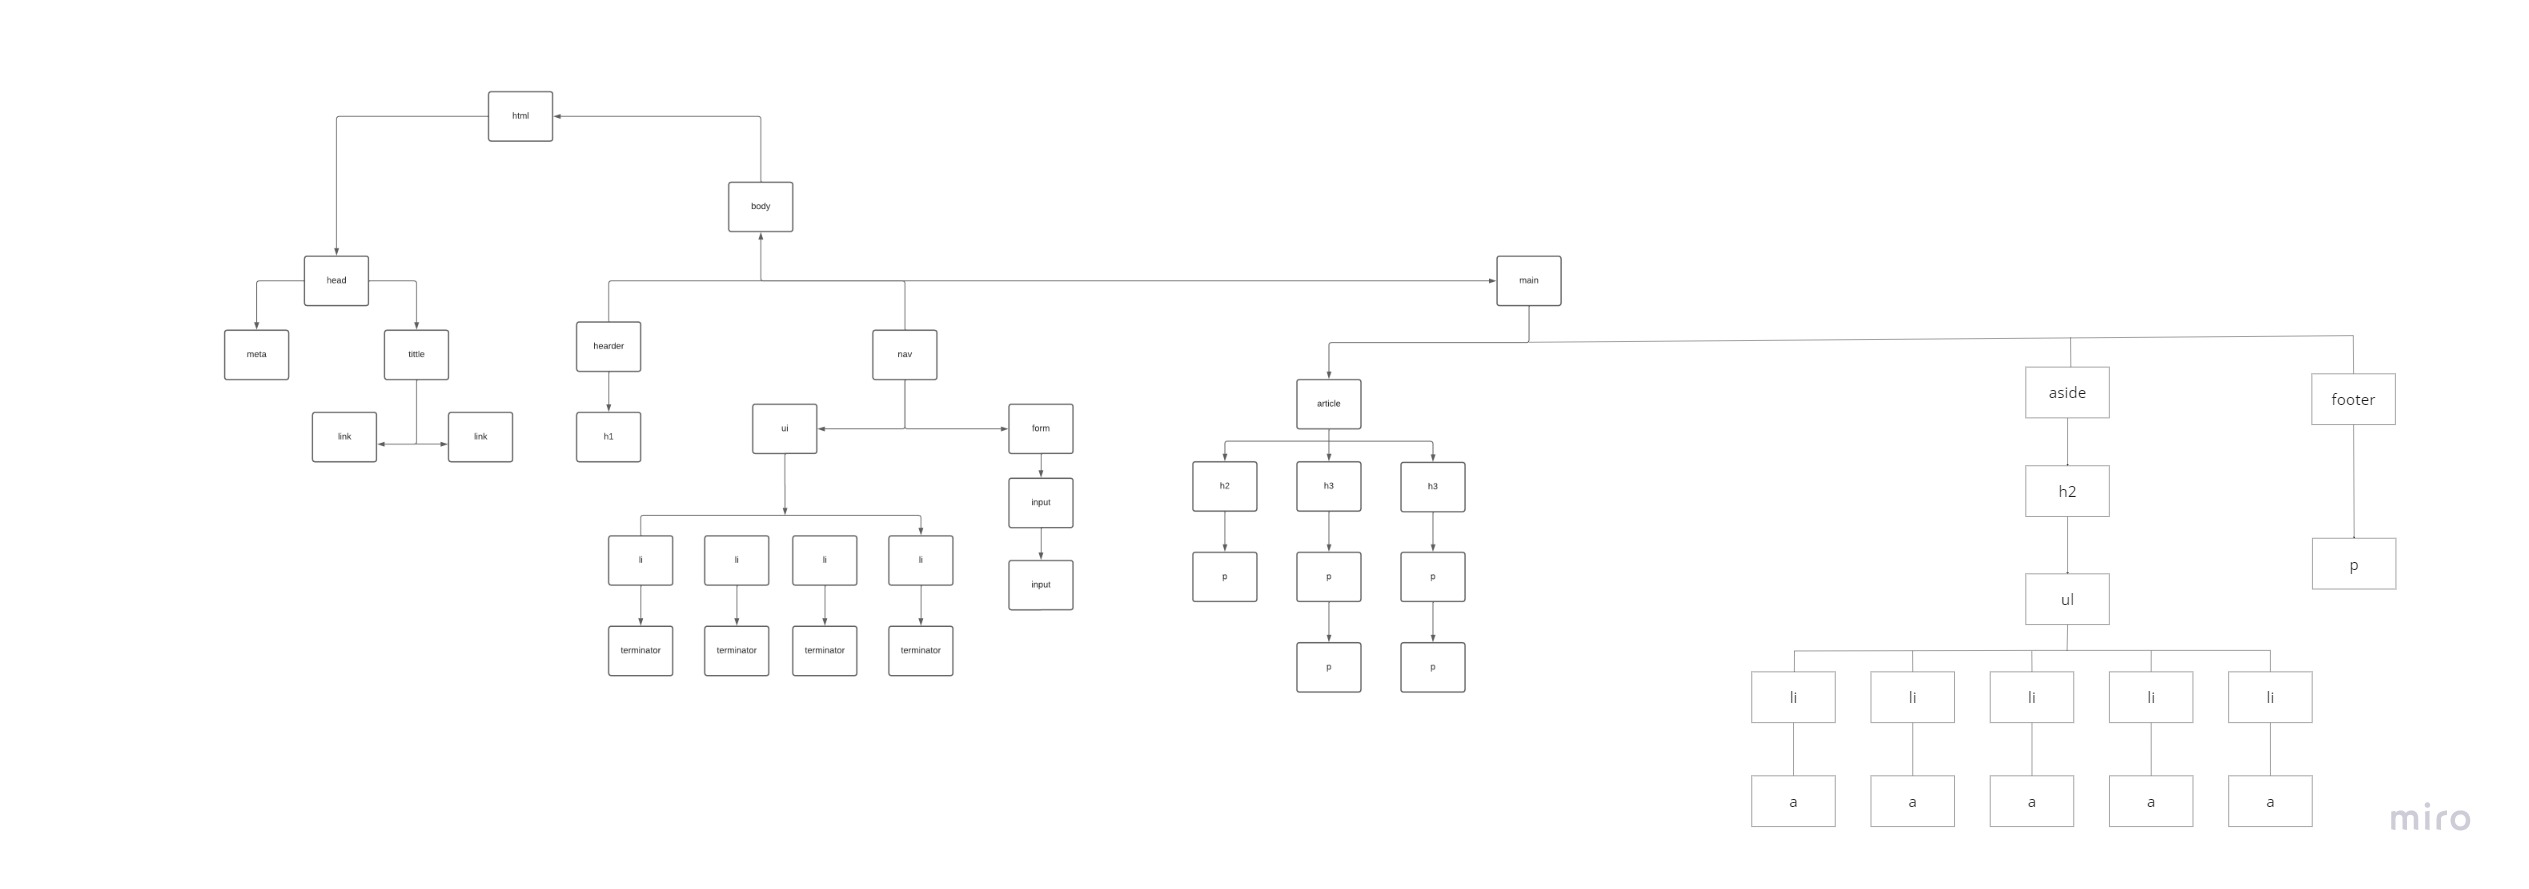 html
body
head
main
meta
tittle
hearder
nav
article
aside
footer
link
link
h1
ui
form
h2
h3
h3
h2
input
li
li
li
li
input
p
p
p
ul
p
terminator
terminator
terminator
terminator
p
p
li
li
li
li
li
a
a
a
a
a
miro